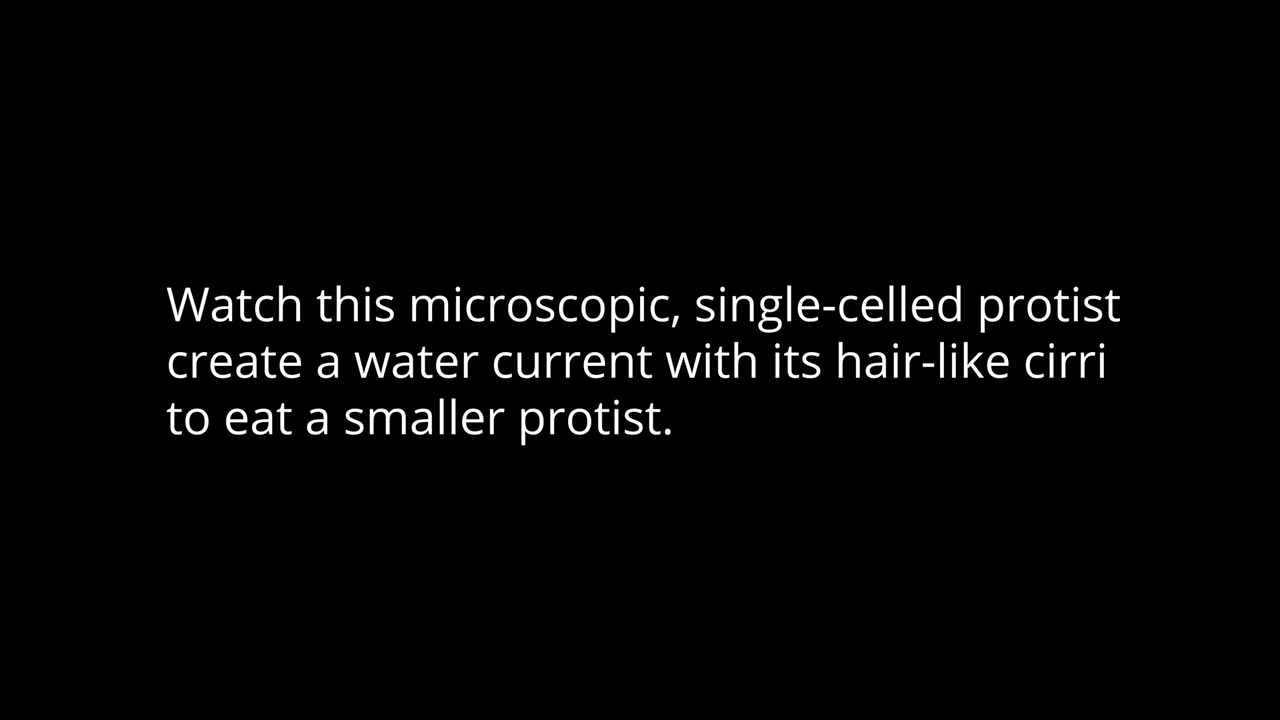 Watch this microscopic, single-celled protist
create a water current with its hair-like cirri
to eat a smaller protist.